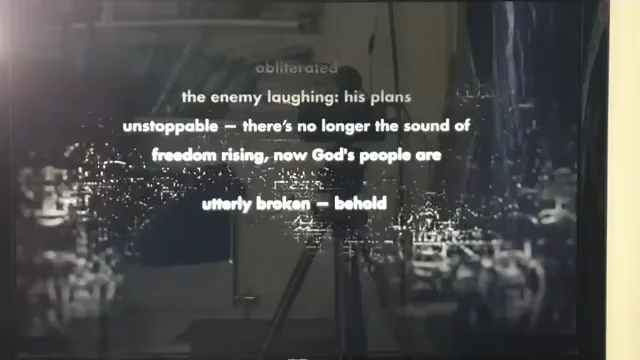 obliterated
the enemy laughing: his plans
unstoppable – there's no longer the sound of
freedom rising, now God's people are
utterly broken – behold